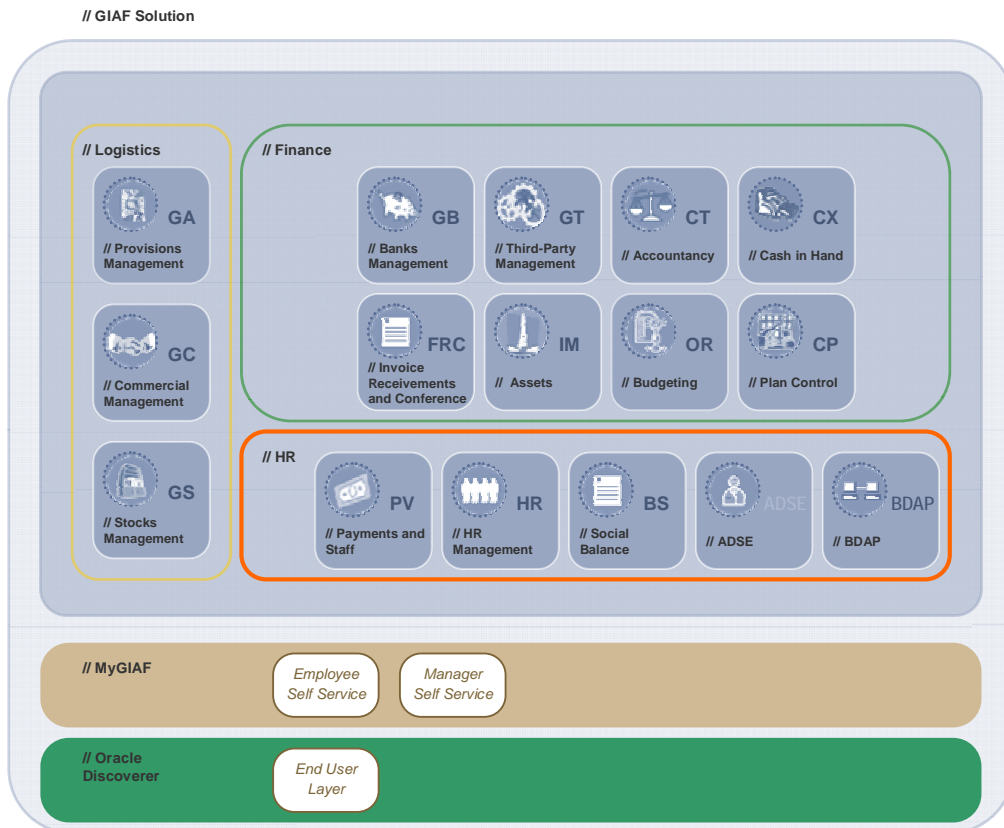 // GIAF Solution
// Logistics
GA
// Provisions
Management
GC
// Commercial
Management
GS
// Stocks
Management
// Finance
GB
// Banks
Management
GT
// Third-Party
Management
CT
// Accountancy
CX
// Cash in Hand
FRC
// Invoice
Receivements
and Conference
IM
// Assets
OR
// Budgeting
CP
// Plan Control
// HR
PV
// Payments and
Staff
HR
// HR
Management
BS
// Social
Balance
ADSE
// ADSE
BDAP
// BDAP
// MyGIAF
Employee
Self Service
Manager
Self Service
// Oracle
Discoverer
End User
Layer